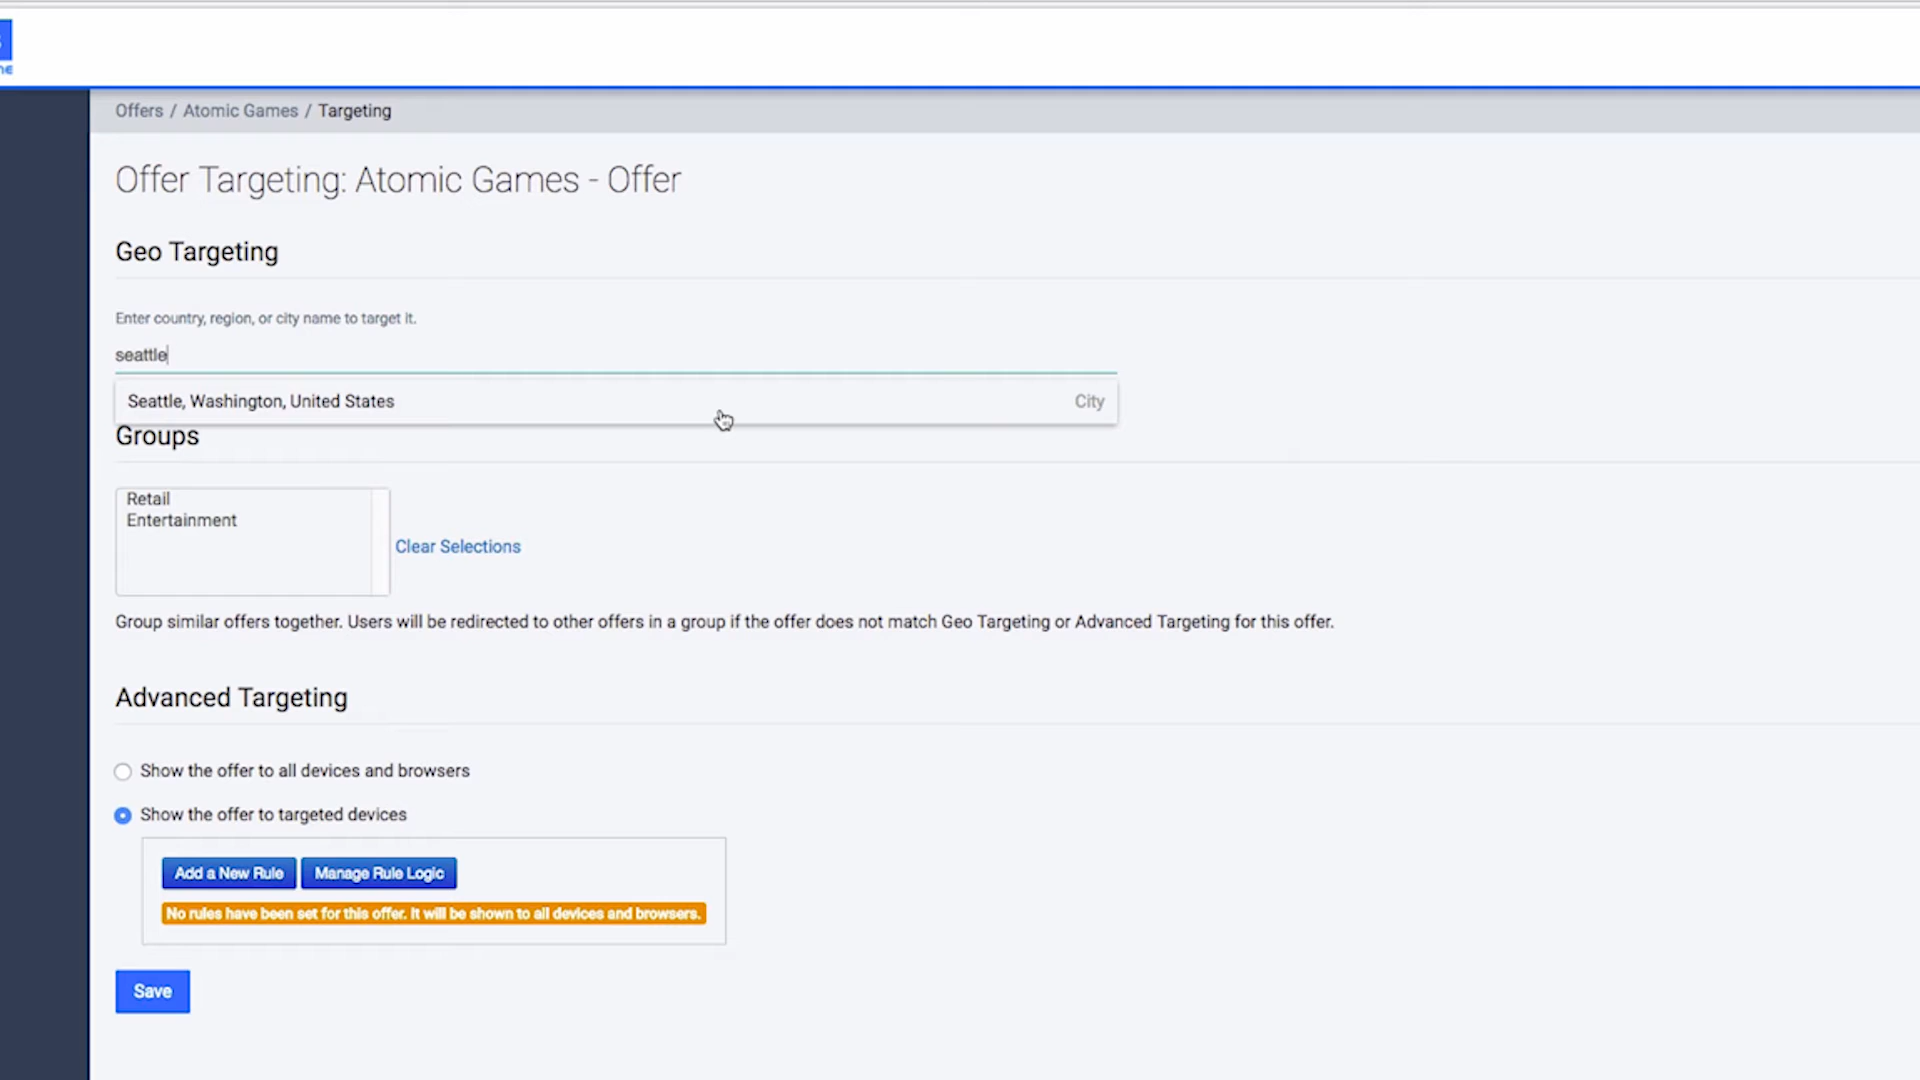 Offers / Atomic Games / Targeting
Offer Targeting: Atomic Games - Offer
Geo Targeting
Enter country, region, or city name to target it.
seattle
Seattle, Washington, United States City
Groups
Retail
Entertainment
Clear Selections
Group similar offers together. Users will be redirected to other offers in a group if the offer does not match Geo Targeting or Advanced Targeting for this offer.
Advanced Targeting
Show the offer to all devices and browsers
Show the offer to targeted devices
Add a New Rule Manage Rule Logic
No rules have been set for this offer. It will be shown to all devices and browsers.
Save